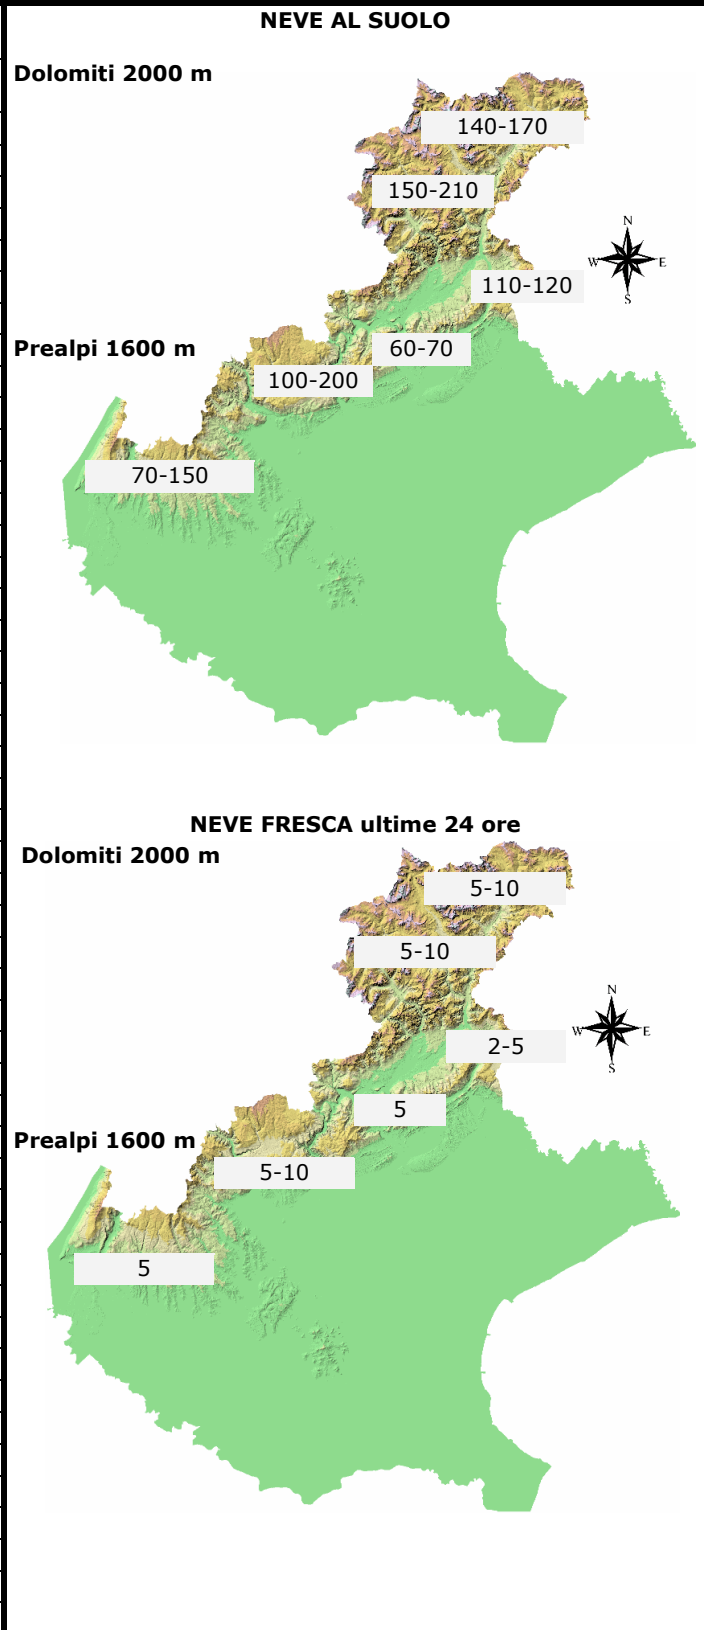 NEVE AL SUOLO
Dolomiti 2000 m
140-170
150-210
N
W E
S
110-120
Prealpi 1600 m
60-70
100-200
70-150
NEVE FRESCA ultime 24 ore
Dolomiti 2000 m
5-10
5-10
N
W E
S
2-5
5
Prealpi 1600 m
5-10
5